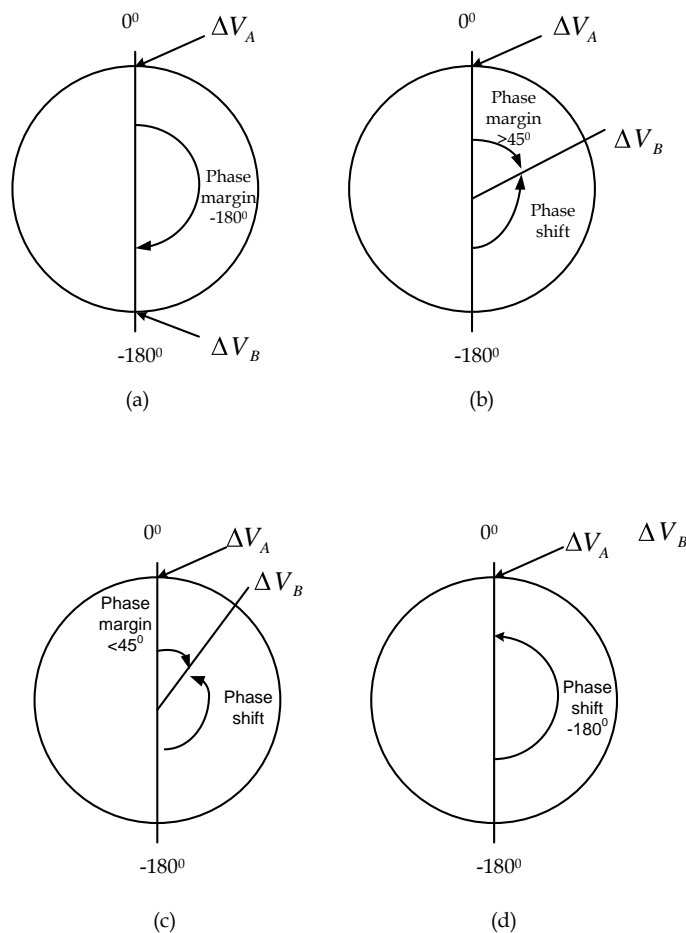 0⁰
ΔV_A
Phase
margin
-180⁰
ΔV_B
-180⁰
(a)
0⁰
ΔV_A
Phase
margin
>45⁰
ΔV_B
Phase
shift
-180⁰
(b)
0⁰
ΔV_A
ΔV_B
Phase
margin
<45⁰
Phase
shift
-180⁰
(c)
0⁰
ΔV_A
ΔV_B
Phase
shift
-180⁰
-180⁰
(d)